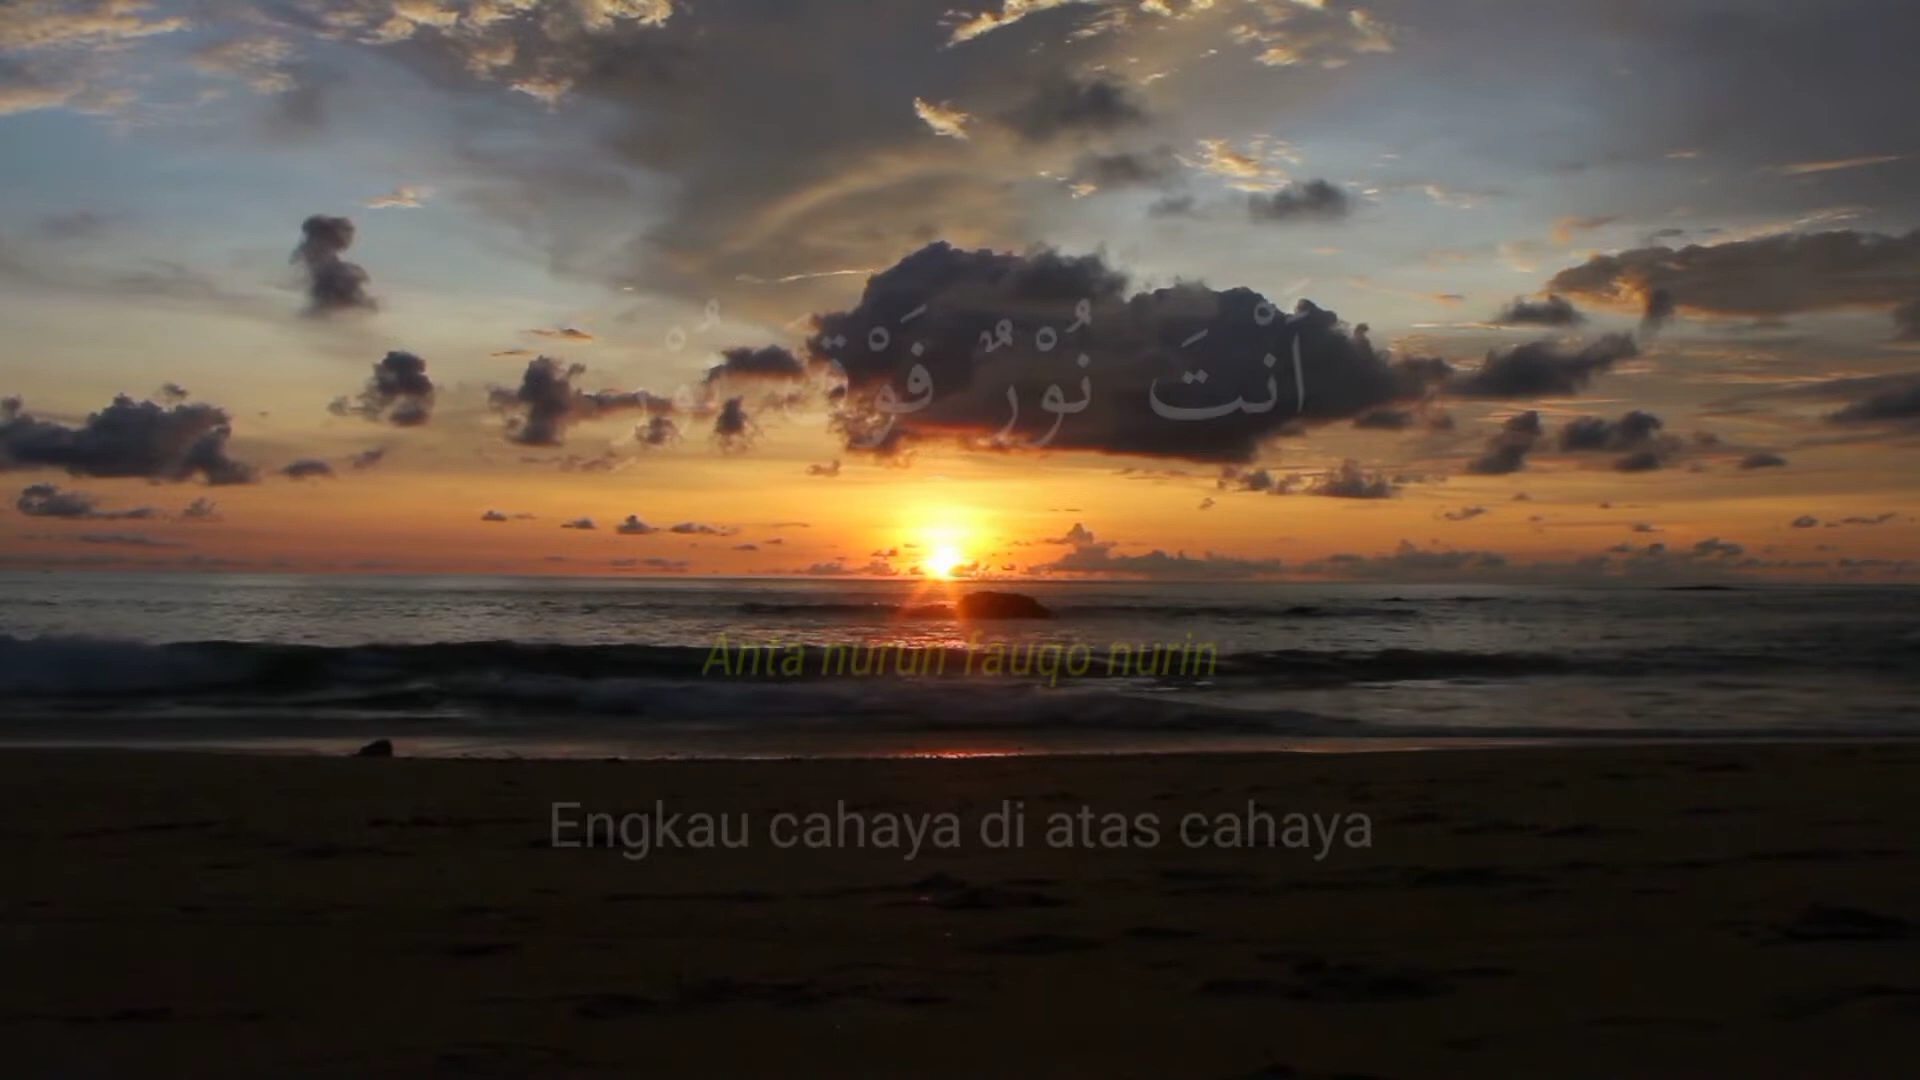 اَنْتَ نُوْرٌ فَوْقَ نُوْرٍ
Anta nurun fauqo nurin
Engkau cahaya di atas cahaya